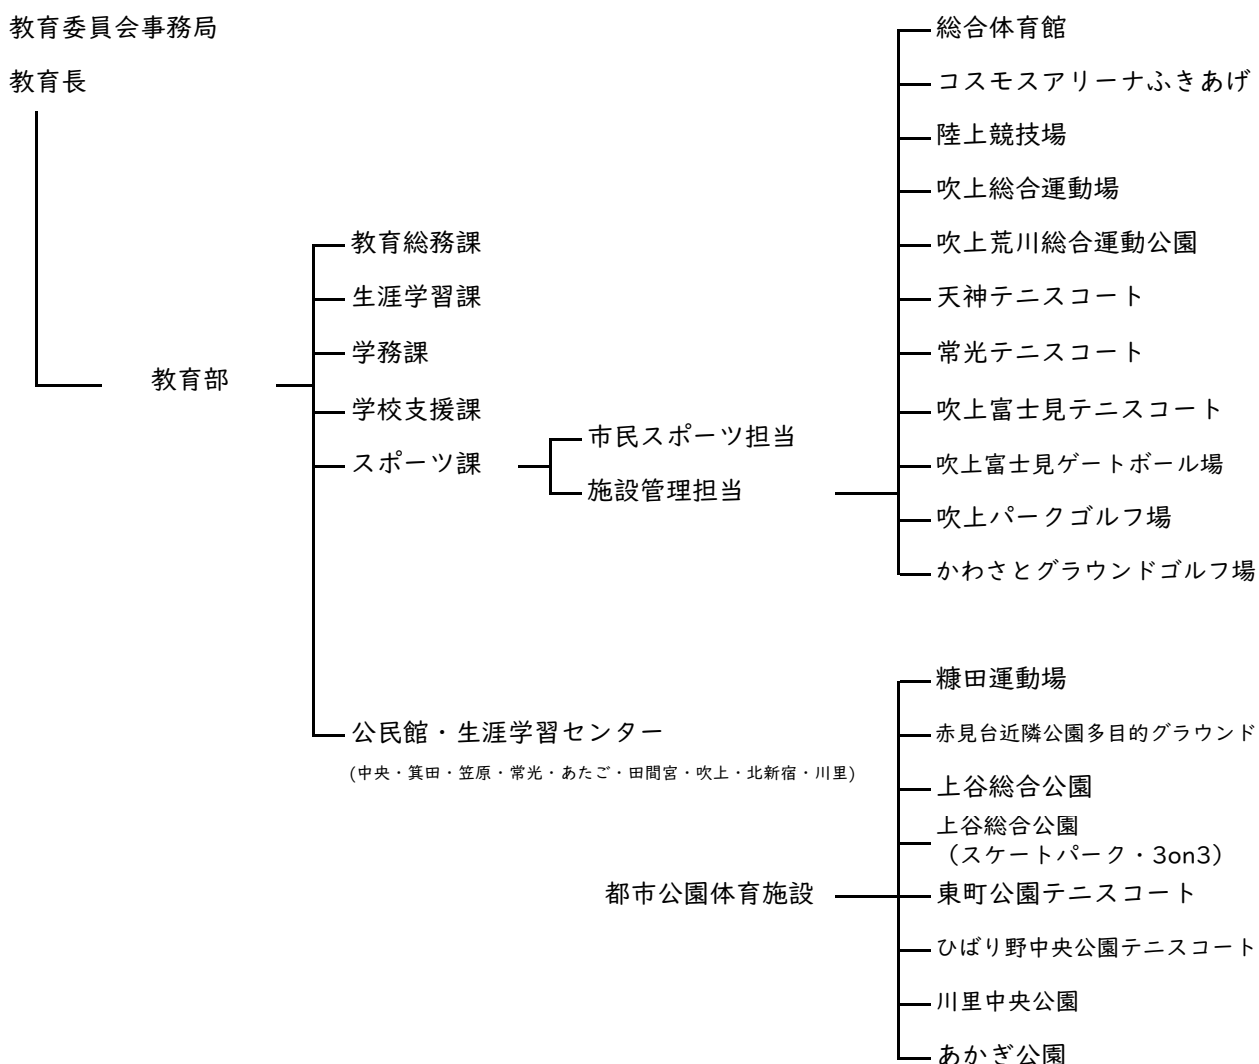 教育委員会事務局
教育長
教育部
教育総務課
生涯学習課
学務課
学校支援課
スポーツ課
市民スポーツ担当
施設管理担当
総合体育館
コスモスアリーナふきあげ
陸上競技場
吹上総合運動場
吹上荒川総合運動公園
天神テニスコート
常光テニスコート
吹上富士見テニスコート
吹上富士見ゲートボール場
吹上パークゴルフ場
かわさとグラウンドゴルフ場
公民館・生涯学習センター
(中央・箕田・笠原・常光・あたご・田間宮・吹上・北新宿・川里)
都市公園体育施設
糠田運動場
赤見台近隣公園多目的グラウンド
上谷総合公園
上谷総合公園
（スケートパーク・3on3）
東町公園テニスコート
ひばり野中央公園テニスコート
川里中央公園
あかぎ公園